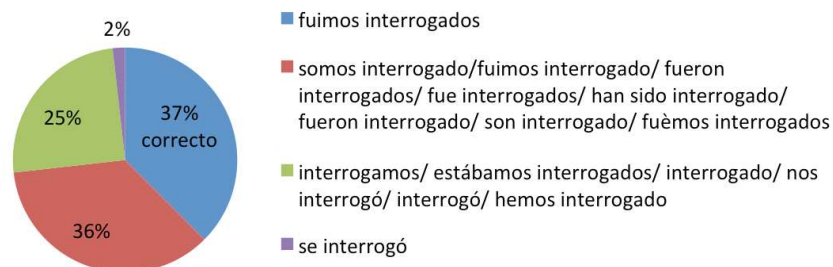 2%
37%
correcto
25%
36%
fuimos interrogados
somos interrogado/fuimos interrogado/ fueron
interrogados/ fue interrogados/ han sido interrogado/
fueron interrogado/ son interrogado/ fuèmos interrogados
interrogamos/ estábamos interrogados/ interrogado/ nos
interrogó/ interrogó/ hemos interrogado
se interrogó